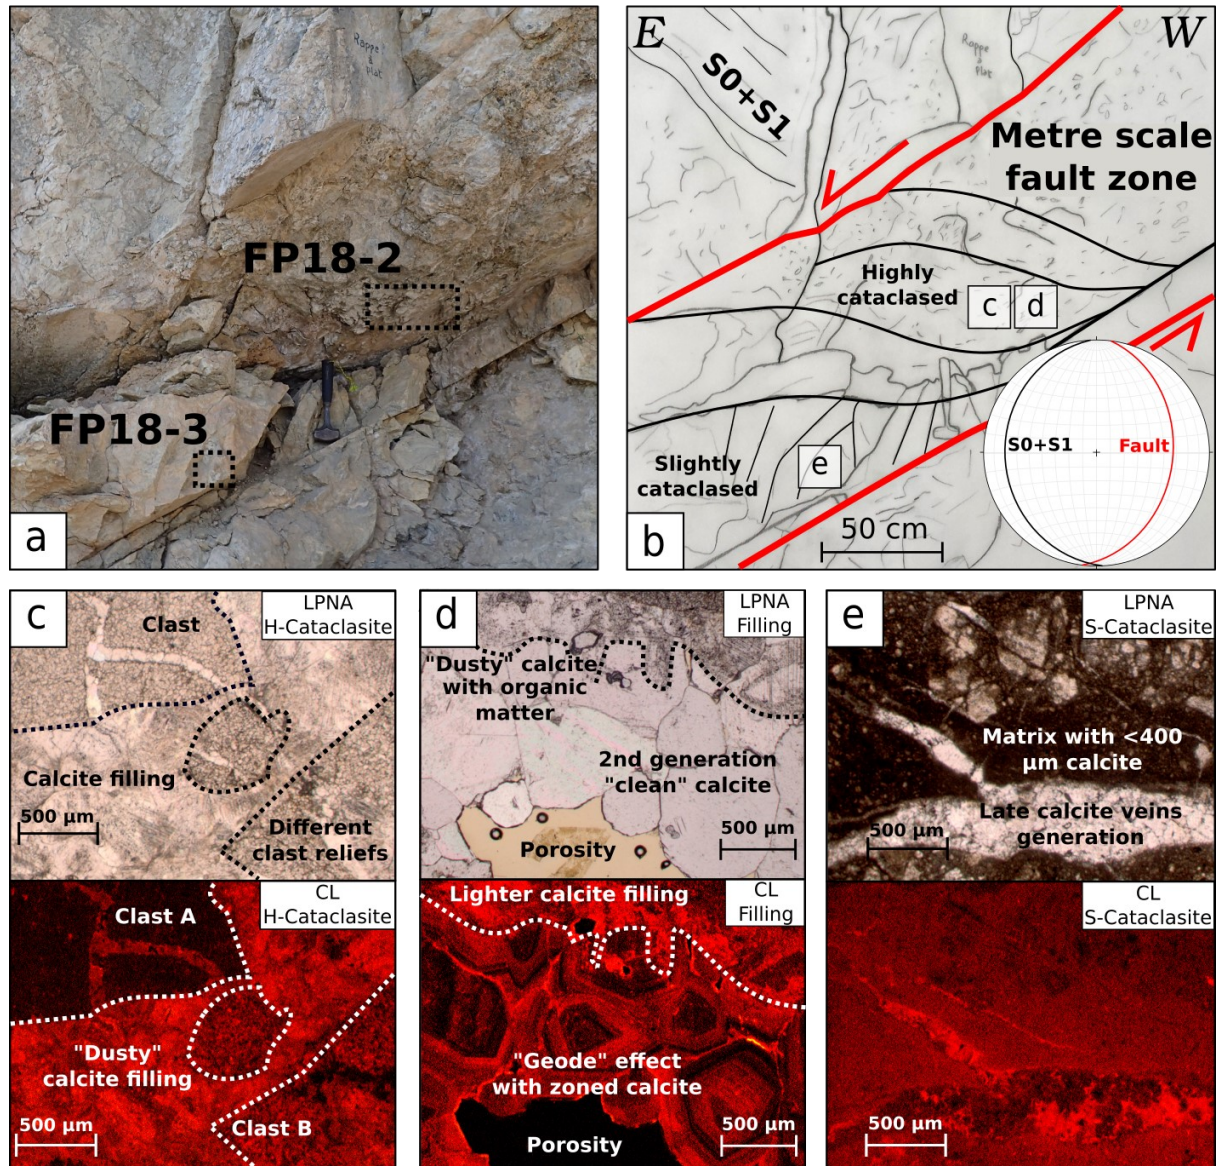 Rappel
& plat
FP18-2
FP18-3
a
E
W
S0+S1
Rappel
& plat
Metre scale
fault zone
Highly
cataclased
c
d
S0+S1
Fault
Slightly
cataclased
e
b
50 cm
c
LPNA
H-Cataclasite
Clast
Calcite filling
500 µm
Different
clast reliefs
CL
H-Cataclasite
Clast A
"Dusty"
calcite filling
500 µm
Clast B
d
LPNA
Filling
"Dusty" calcite
with organic
matter
2nd generation
"clean" calcite
500 µm
Porosity
Lighter calcite filling
CL
Filling
"Geode" effect
with zoned calcite
500 µm
Porosity
e
LPNA
S-Cataclasite
Matrix with <400
µm calcite
Late calcite veins
generation
500 µm
CL
S-Cataclasite
500 µm